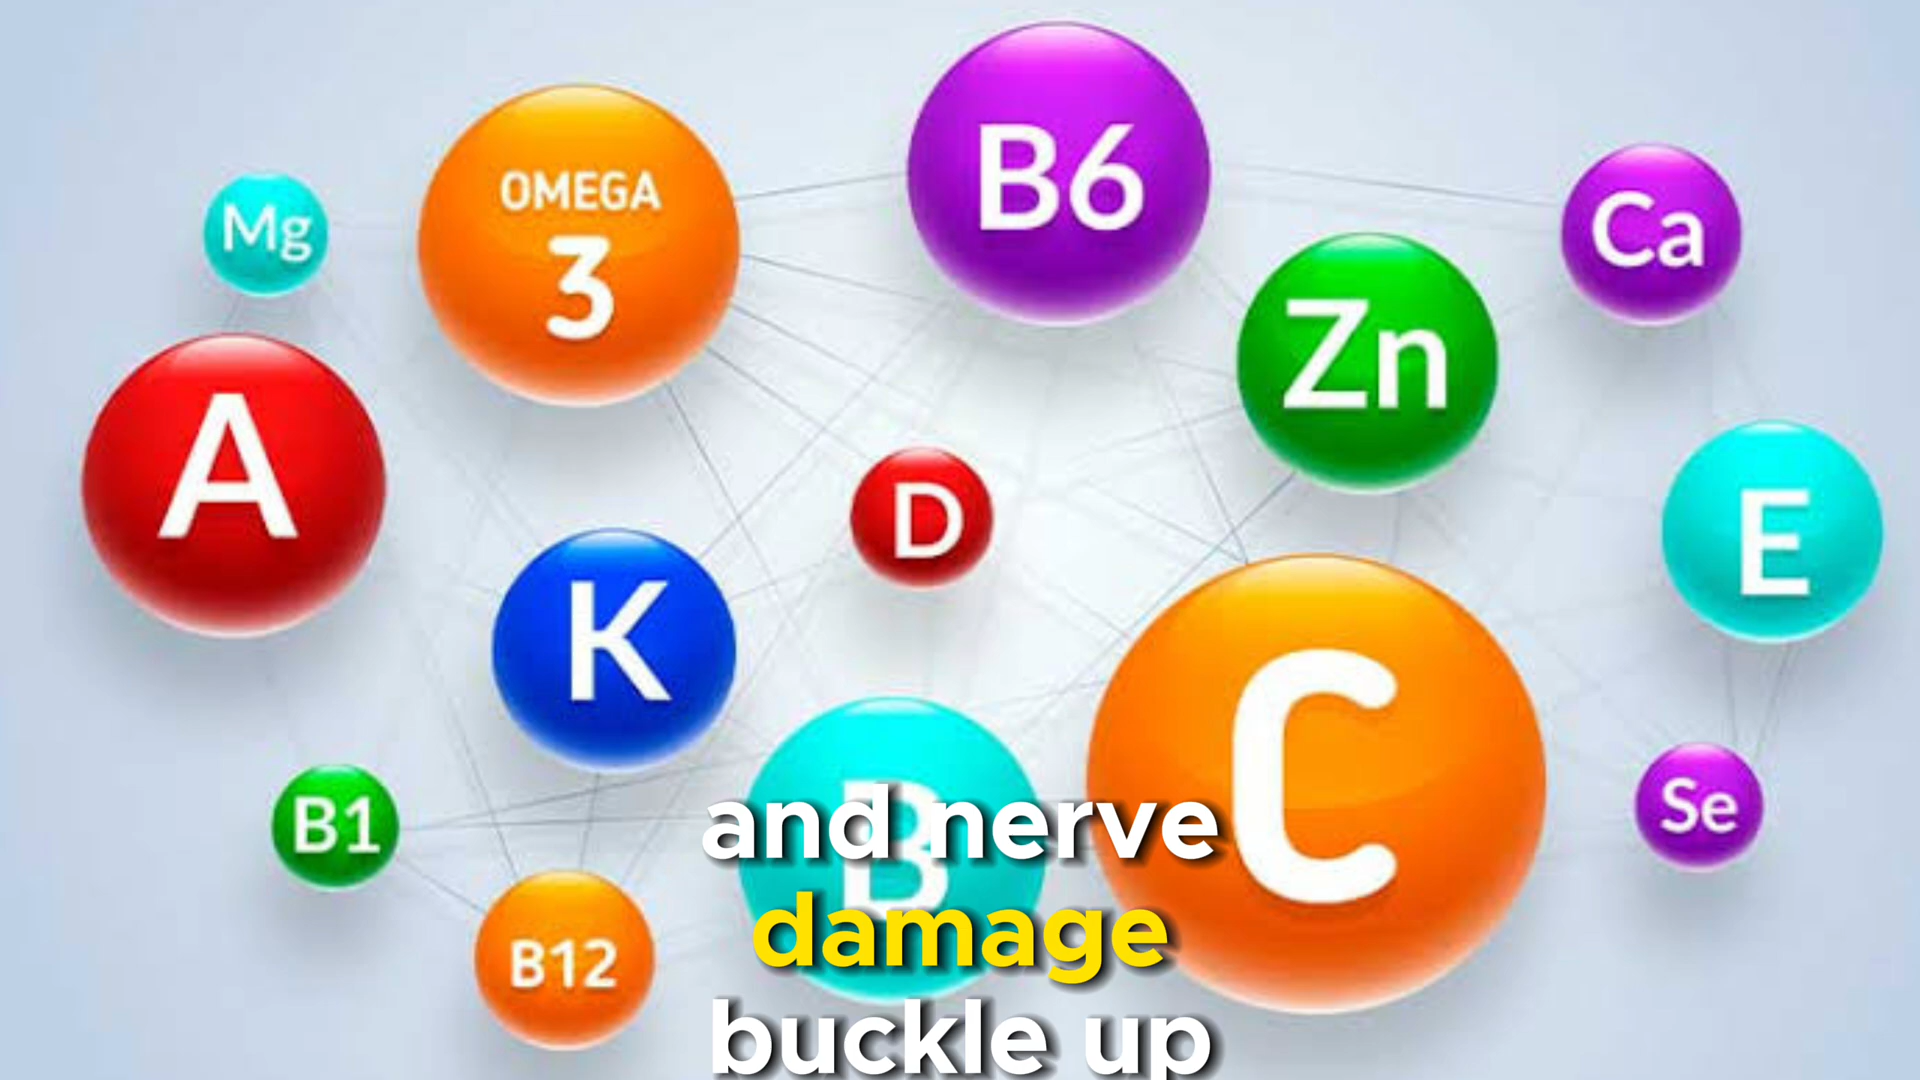 B6
OMEGA
3
Mg
Ca
Zn
A
D
E
K
C
B
Se
B1
B12
and nerve
damage
buckle up